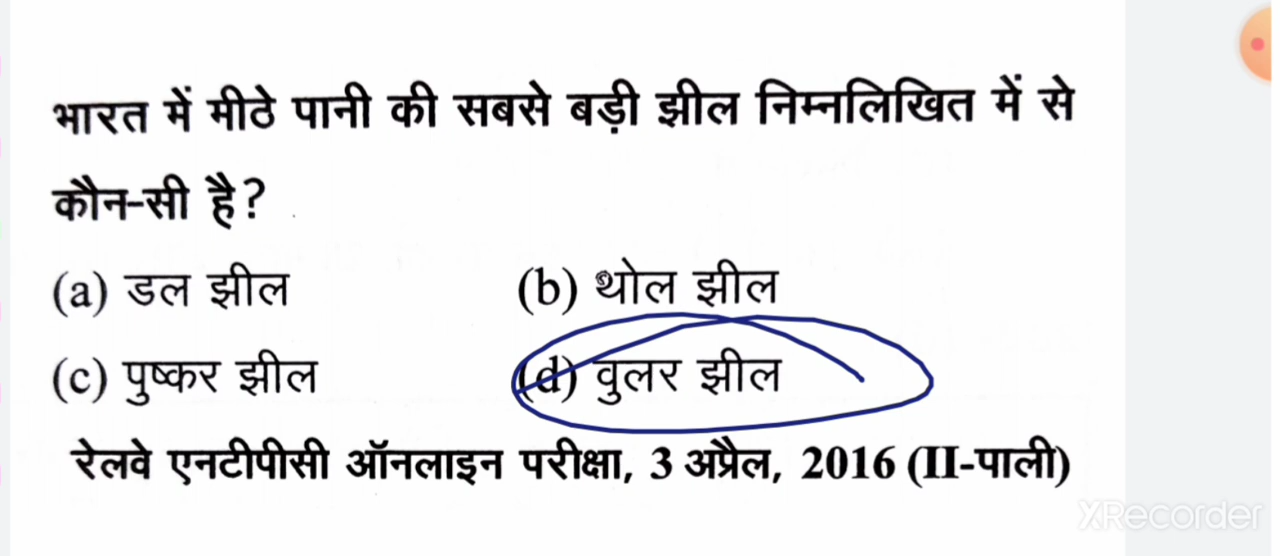 भारत में मीठे पानी की सबसे बड़ी झील निम्नलिखित में से
कौन-सी है?
(a) डल झील (b) थोल झील
(c) पुष्कर झील (d) वुलर झील
रेलवे एनटीपीसी ऑनलाइन परीक्षा, 3 अप्रैल, 2016 (II-पाली)
XRecorder